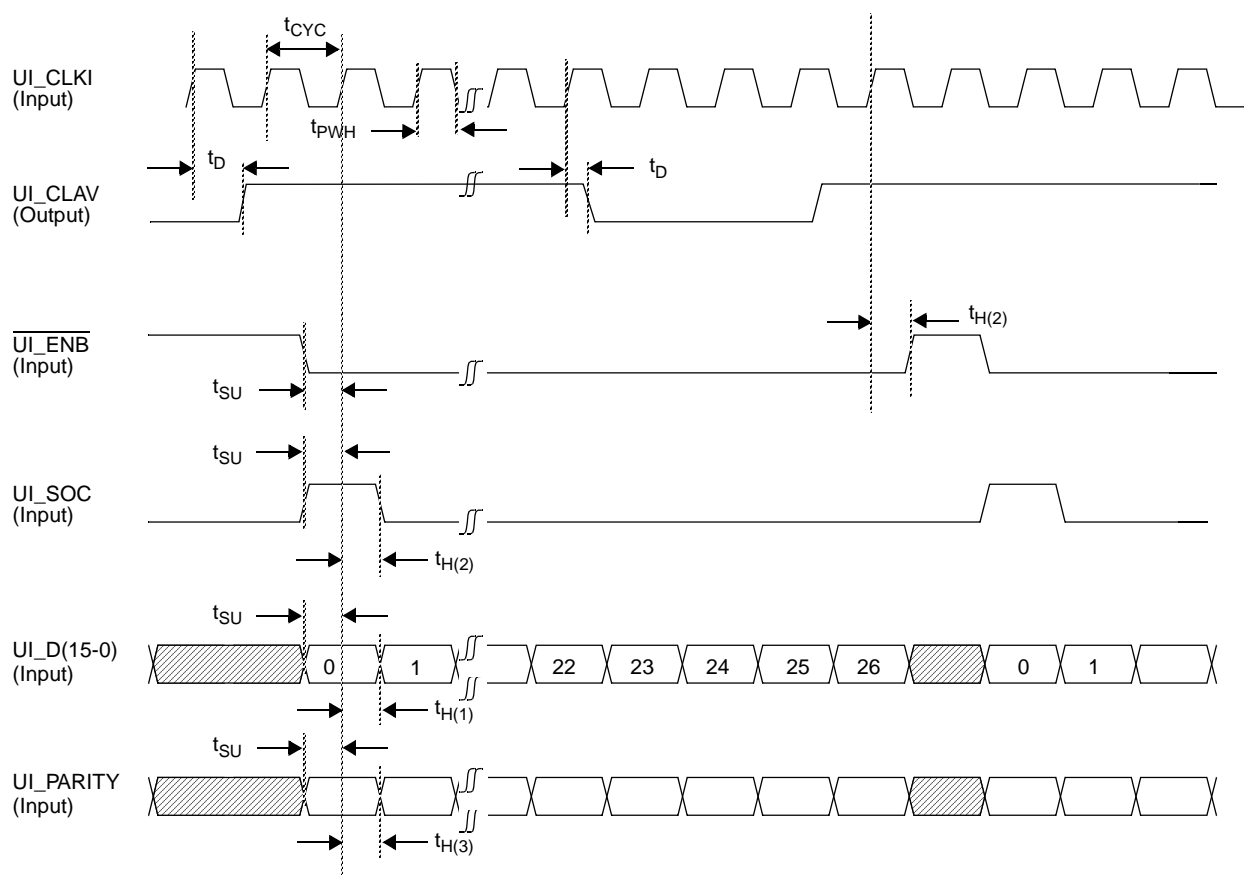 tCYC
UI_CLKI
(Input)
tPWH
tD
tD
UI_CLAV
(Output)
tH(2)
UI_ENB
(Input)
tSU
tSU
UI_SOC
(Input)
tH(2)
tSU
UI_D(15-0)
(Input)
0 1 22 23 24 25 26 0 1
tH(1)
tSU
UI_PARITY
(Input)
tH(3)